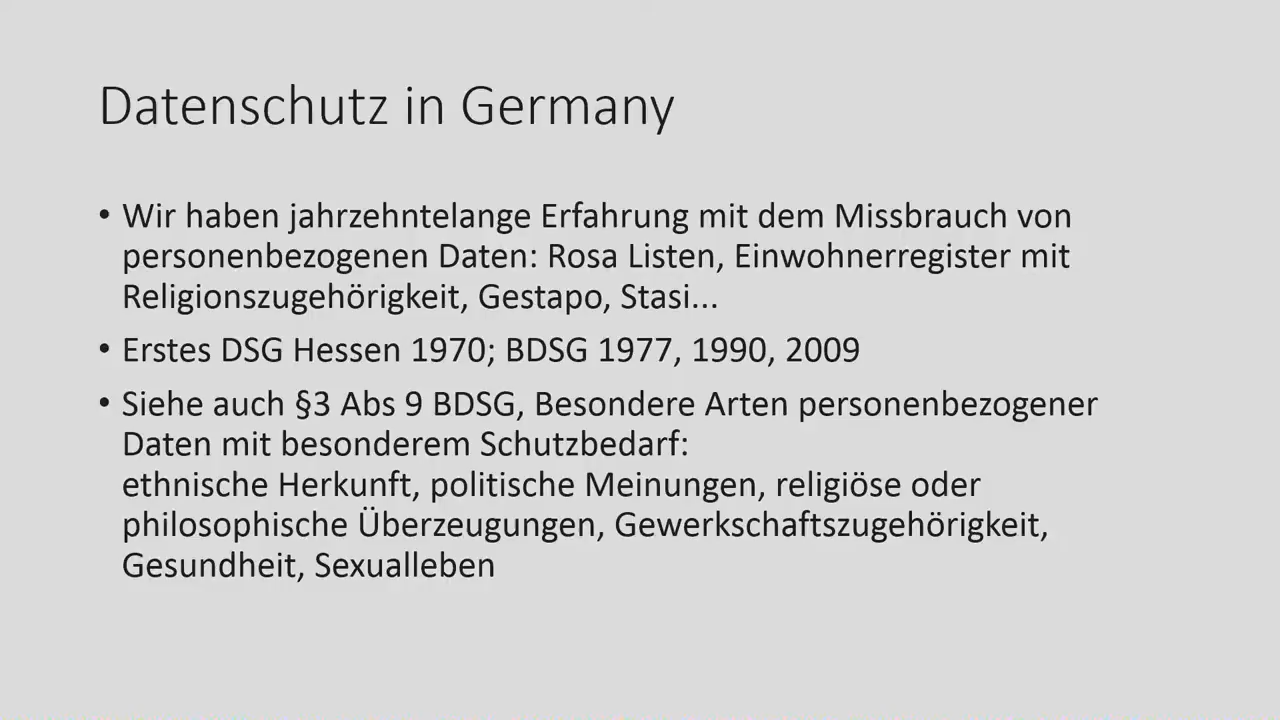 Datenschutz in Germany
• Wir haben jahrzehntelange Erfahrung mit dem Missbrauch von
personenbezogenen Daten: Rosa Listen, Einwohnerregister mit
Religionszugehörigkeit, Gestapo, Stasi...
• Erstes DSG Hessen 1970; BDSG 1977, 1990, 2009
• Siehe auch §3 Abs 9 BDSG, Besondere Arten personenbezogener
Daten mit besonderem Schutzbedarf:
ethnische Herkunft, politische Meinungen, religiöse oder
philosophische Überzeugungen, Gewerkschaftszugehörigkeit,
Gesundheit, Sexualleben